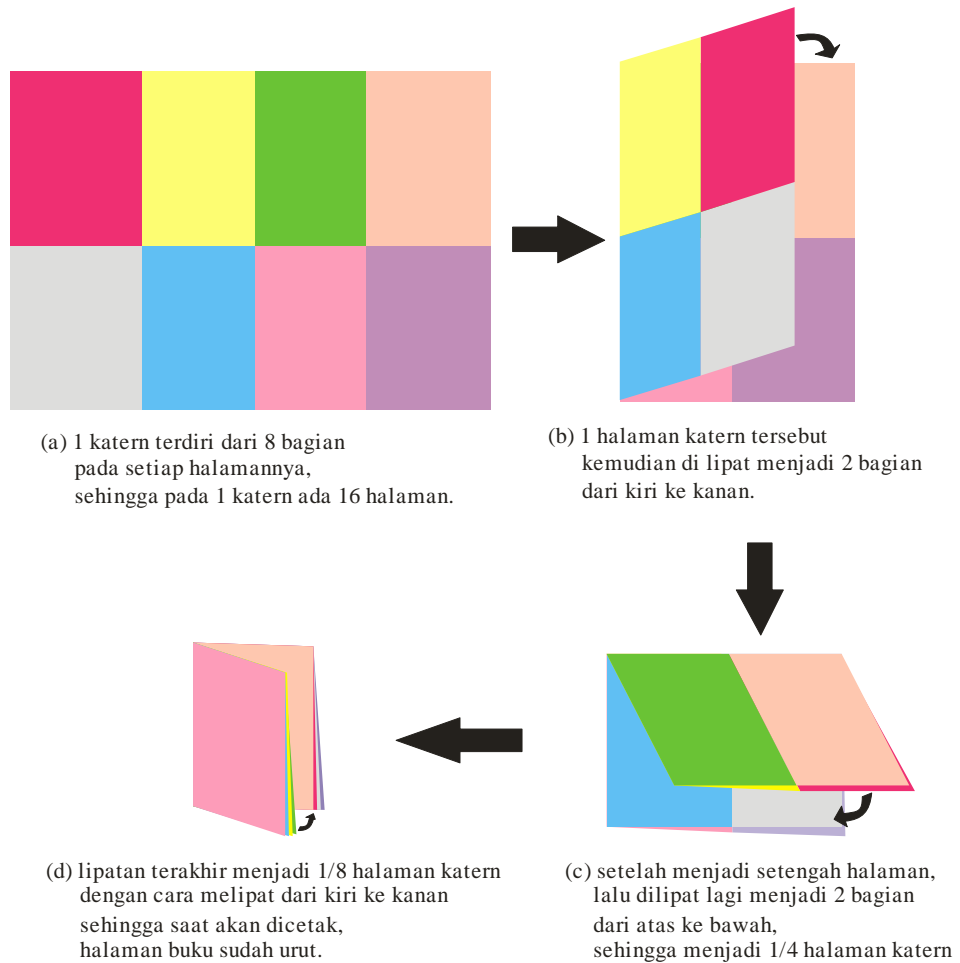 (a) 1 katern terdiri dari 8 bagian
pada setiap halamannya,
sehingga pada 1 katern ada 16 halaman.
(b) 1 halaman katern tersebut
kemudian di lipat menjadi 2 bagian
dari kiri ke kanan.
(c) setelah menjadi setengah halaman,
lalu dilipat lagi menjadi 2 bagian
dari atas ke bawah,
sehingga menjadi 1/4 halaman katern
(d) lipatan terakhir menjadi 1/8 halaman katern
dengan cara melipat dari kiri ke kanan
sehingga saat akan dicetak,
halaman buku sudah urut.